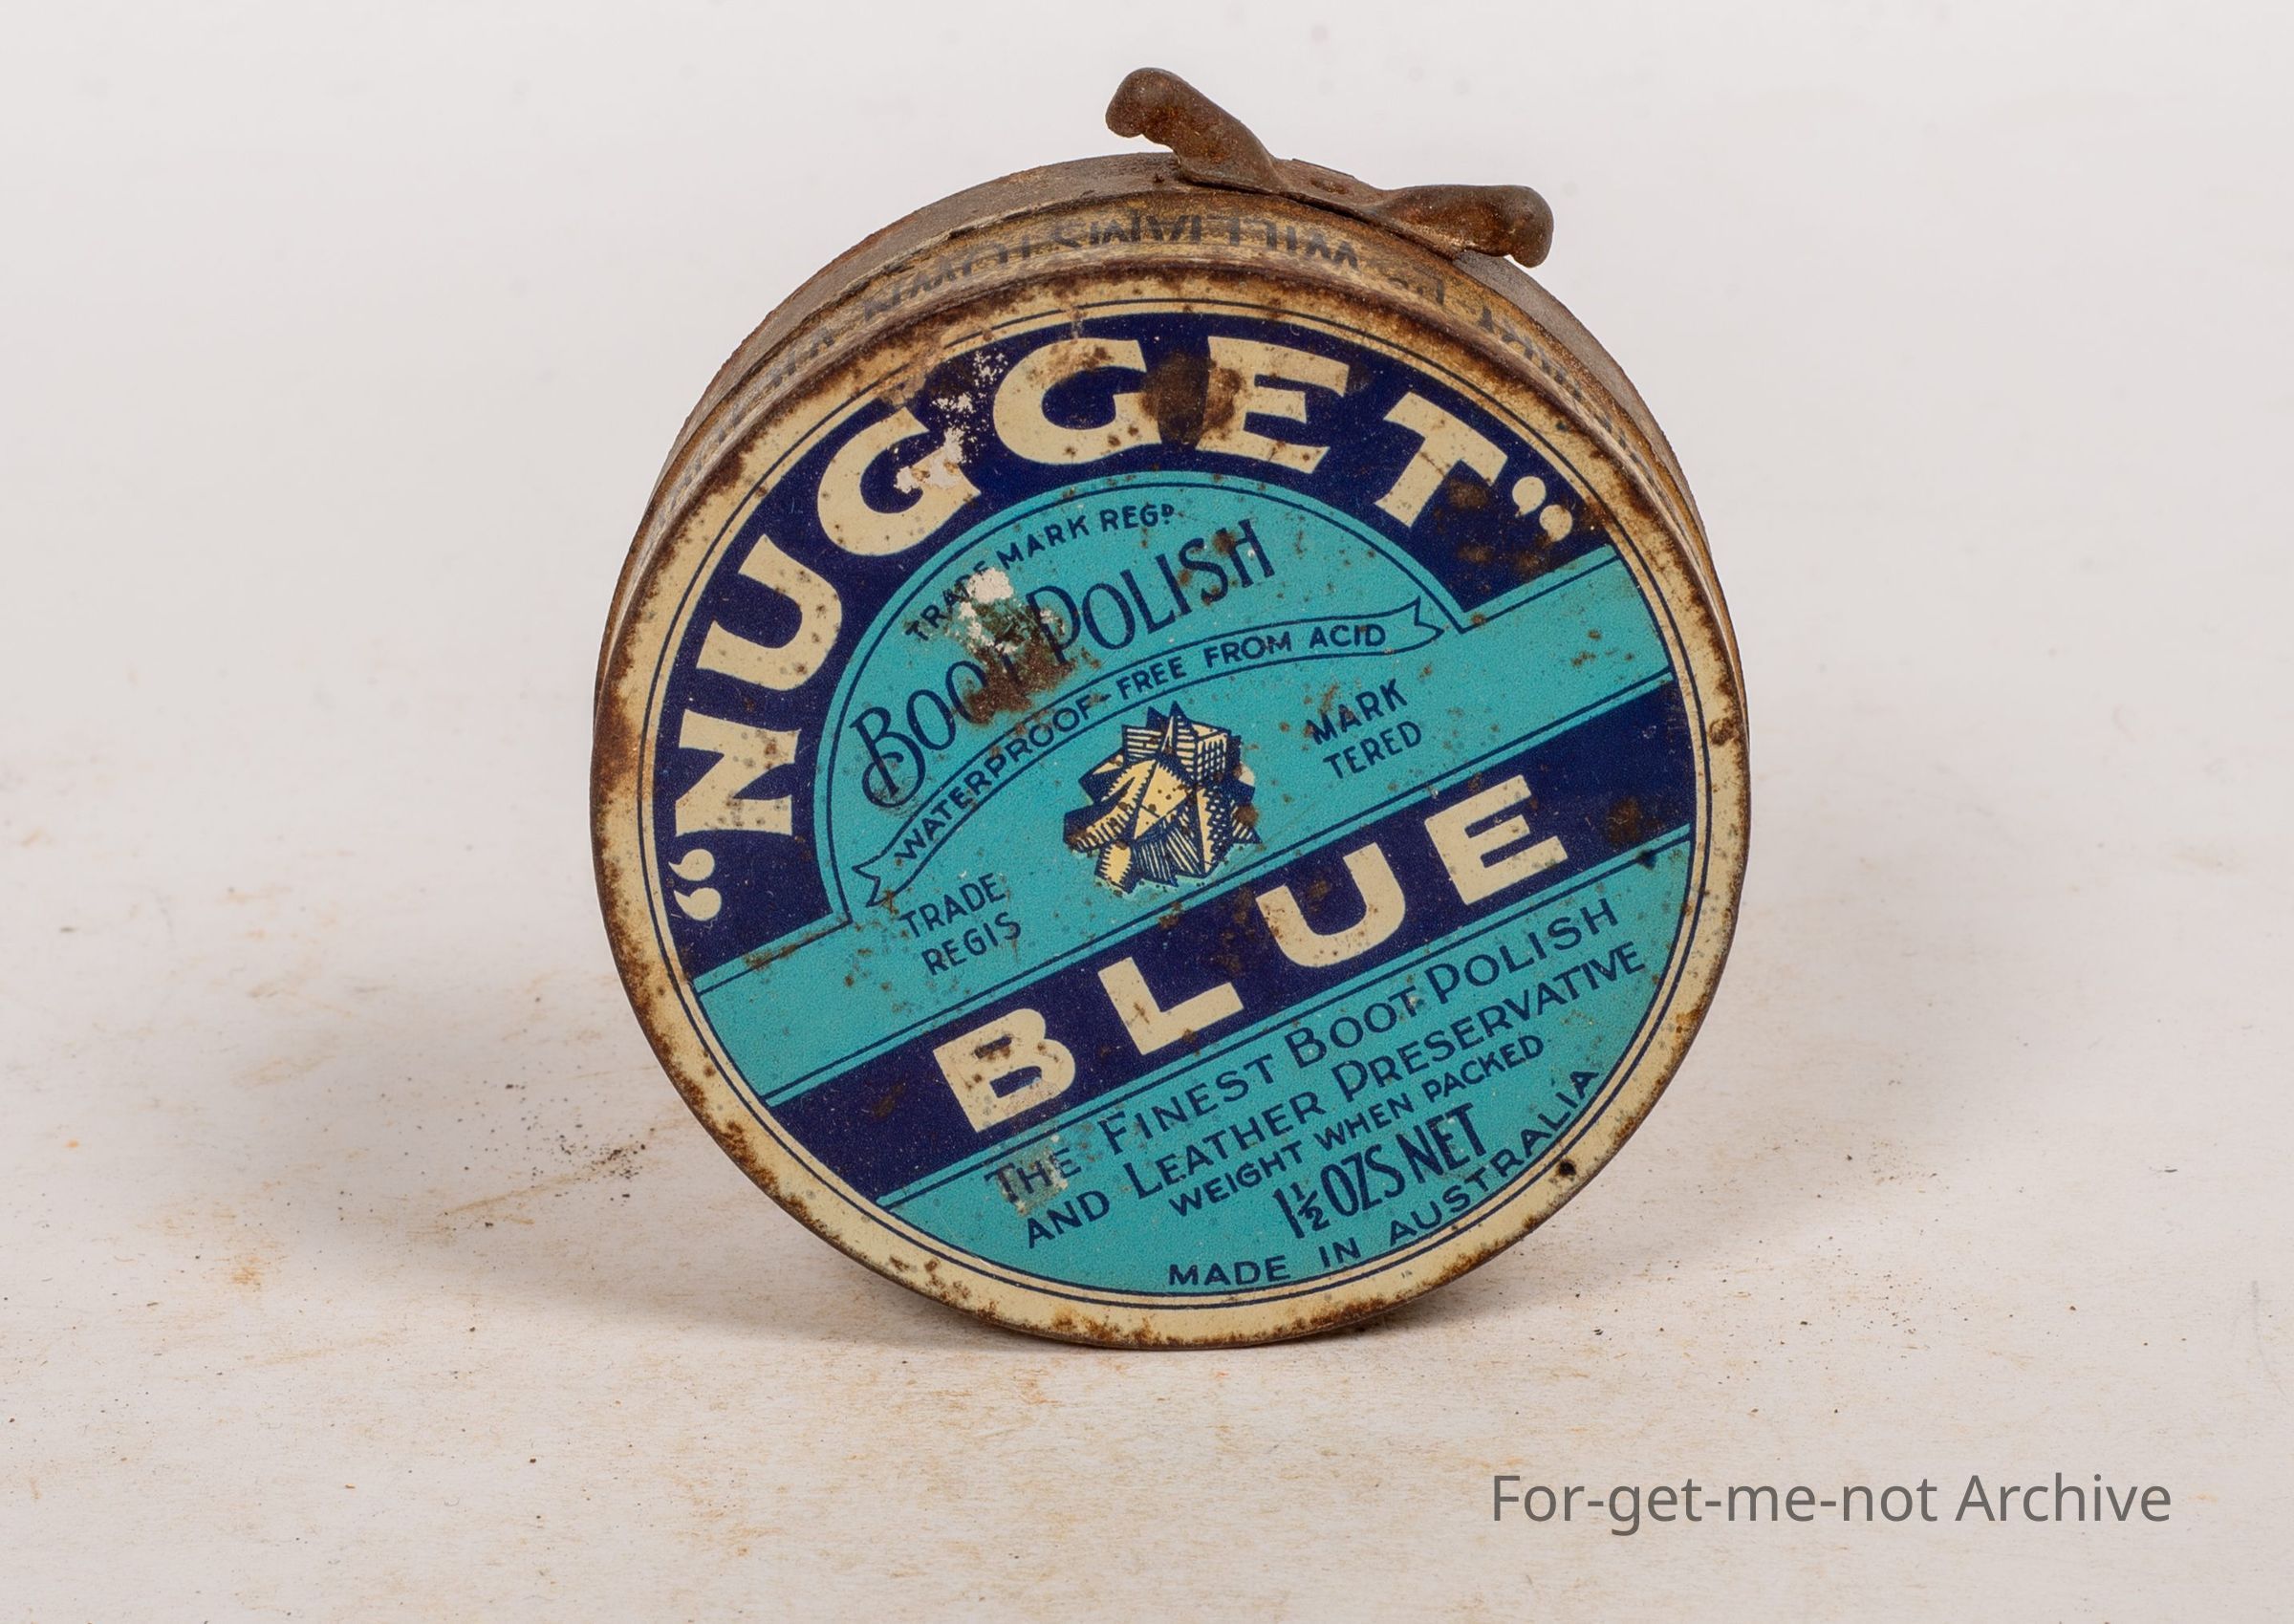 WILLIAMSTOWN
"NUGGET"
TRADE MARK REGD
BOOT POLISH
WATERPROOF-FREE FROM ACID
TRADE MARK
REGIS TERED
BLUE
THE FINEST BOOT POLISH
AND LEATHER PRESERVATIVE
WEIGHT WHEN PACKED
1½ OZS NET
MADE IN AUSTRALIA
For-get-me-not Archive